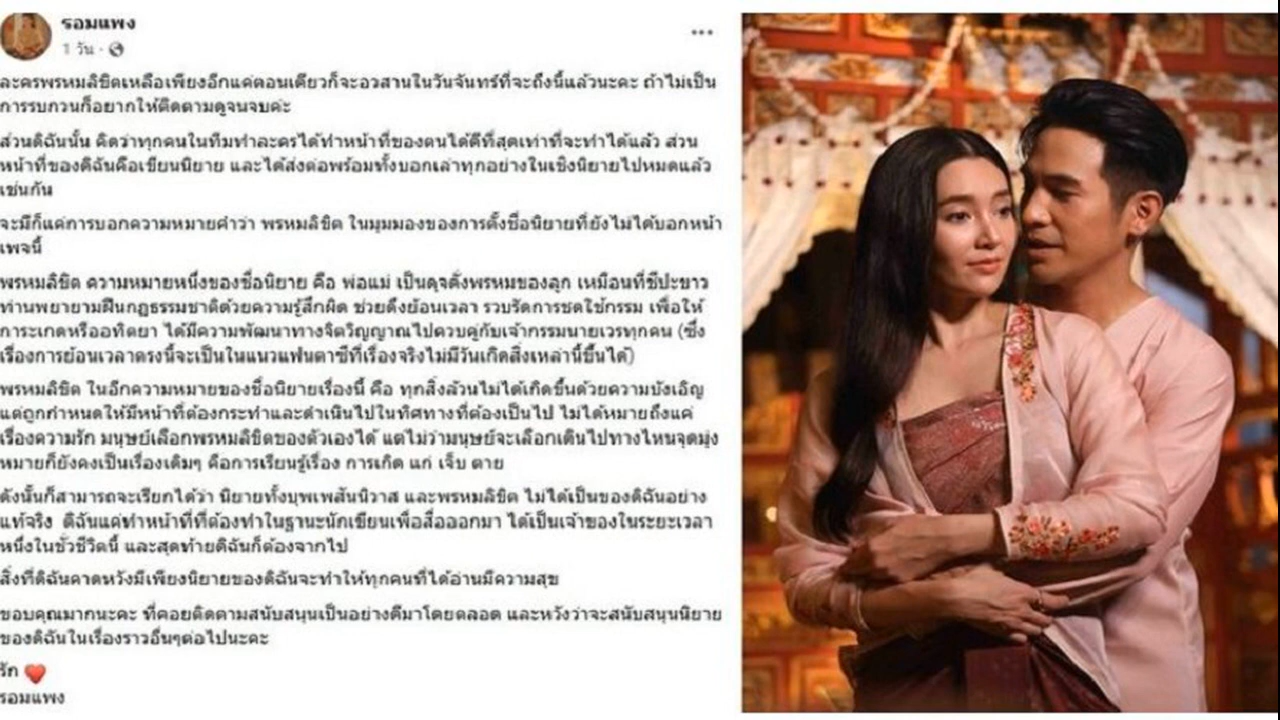 รอมแพง
1 วัน ·
ละครพรหมลิขิตเหลือเพียงอีกแค่ตอนเดียวก็จะอวสานในวันจันทร์ที่จะถึงนี้แล้วนะคะ ถ้าไม่เป็น
การรบกวนก็อยากให้ติดตามดูจนจบค่ะ
ส่วนดิฉันนั้น คิดว่าทุกคนในทีมทำละครได้ทำหน้าที่ของตนได้ดีที่สุดเท่าที่จะทำได้แล้ว ส่วน
หน้าที่ของดิฉันคือเขียนนิยาย และได้ส่งต่อพร้อมทั้งบอกเล่าทุกอย่างในเชิงนิยายไปหมดแล้ว
เช่นกัน
จะมีก็แค่การบอกความหมายคำว่า พรหมลิขิต ในมุมมองของการตั้งชื่อนิยายที่ยังไม่ได้บอกหน้า
เพจนี้
พรหมลิขิต ความหมายหนึ่งของชื่อนิยาย คือ พ่อแม่ เป็นดุจดั่งพรหมของลูก เหมือนที่ชีปะขาว
ท่านพยายามฝืนกฎธรรมชาติด้วยความรู้สึกผิด ช่วยดึงย้อนเวลา รวบรัดการชดใช้กรรม เพื่อให้
การะเกดหรืออทิตยา ได้มีความพัฒนาทางจิตวิญญาณไปควบคู่กับเจ้ากรรมนายเวรทุกคน (ซึ่ง
เรื่องการย้อนเวลาตรงนี้จะเป็นในแนวแฟนตาซีที่เรื่องจริงไม่มีวันเกิดสิ่งเหล่านี้ขึ้นได้)
พรหมลิขิต ในอีกความหมายของชื่อนิยายเรื่องนี้ คือ ทุกสิ่งล้วนไม่ได้เกิดขึ้นด้วยความบังเอิญ
แต่ถูกกำหนดให้มีหน้าที่ต้องกระทำและดำเนินไปในทิศทางที่ต้องเป็นไป ไม่ได้หมายถึงแค่
เรื่องความรัก มนุษย์เลือกพรหมลิขิตของตัวเองได้ แต่ไม่ว่ามนุษย์จะเลือกเดินไปทางไหนจุดมุ่ง
หมายก็ยังคงเป็นเรื่องเดิมๆ คือการเรียนรู้เรื่อง การเกิด แก่ เจ็บ ตาย
ดังนั้นก็สามารถจะเรียกได้ว่า นิยายทั้งบุพเพสันนิวาส และพรหมลิขิต ไม่ได้เป็นของดิฉันอย่าง
แท้จริง ดิฉันแค่ทำหน้าที่ที่ต้องทำในฐานะนักเขียนเพื่อสื่อออกมา ได้เป็นเจ้าของในระยะเวลา
หนึ่งในชั่วชีวิตนี้ และสุดท้ายดิฉันก็ต้องจากไป
สิ่งที่ดิฉันคาดหวังมีเพียงนิยายของดิฉันจะทำให้ทุกคนที่ได้อ่านมีความสุข
ขอบคุณมากนะคะ ที่คอยติดตามสนับสนุนเป็นอย่างดีมาโดยตลอด และหวังว่าจะสนับสนุนนิยาย
ของดิฉันในเรื่องราวอื่นๆต่อไปนะคะ
รัก ❤️
รอมแพง